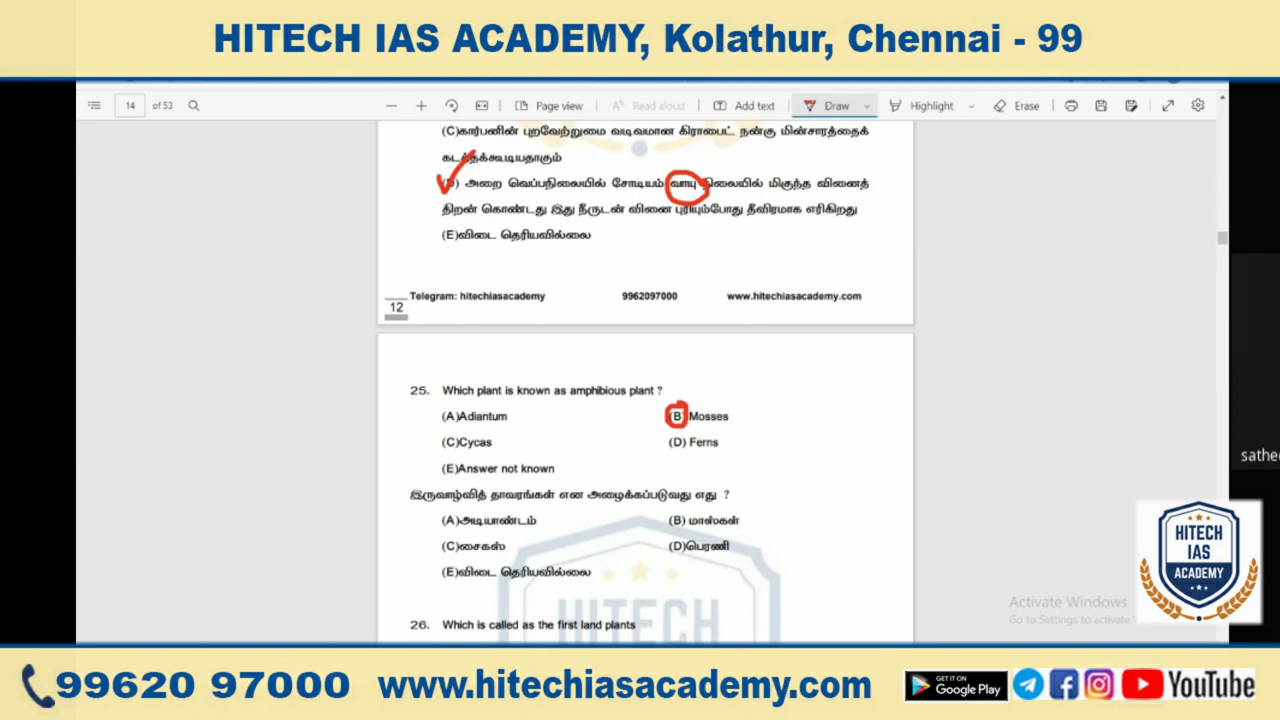 HITECH IAS ACADEMY, Kolathur, Chennai - 99
14 of 53 Page view Read aloud Add text Draw Highlight Erase
(C)கார்பனின் புறவேற்றுமை வடிவமான கிராபைட் நன்கு மின்சாரத்தைக்
கடத்தக்கூடியதாகும்
(D) அறை வெப்பநிலையில் சோடியம் வாயு நிலையில் மிகுந்த வினைத்
திறன் கொண்டது இது நீருடன் வினை புரியும்போது தீவிரமாக எரிகிறது
(E)விடை தெரியவில்லை
Telegram: hitechiasacademy 9962097000 www.hitechiasacademy.com
12
25. Which plant is known as amphibious plant ?
(A)Adiantum (B) Mosses
(C)Cycas (D) Ferns
(E)Answer not known
இருவாழ்வித் தாவரங்கள் என அழைக்கப்படுவது எது ?
(A)அடியாண்டம் (B) மாஸ்கள்
(C)சைகஸ் (D)பெரணி
(E)விடை தெரியவில்லை
HITECH
26. Which is called as the first land plants
sathe
HITECH
IAS
ACADEMY
Activate Windows
Go to Settings to activate
99620 97000 www.hitechiasacademy.com
GET IT ON
Google Play
YouTube